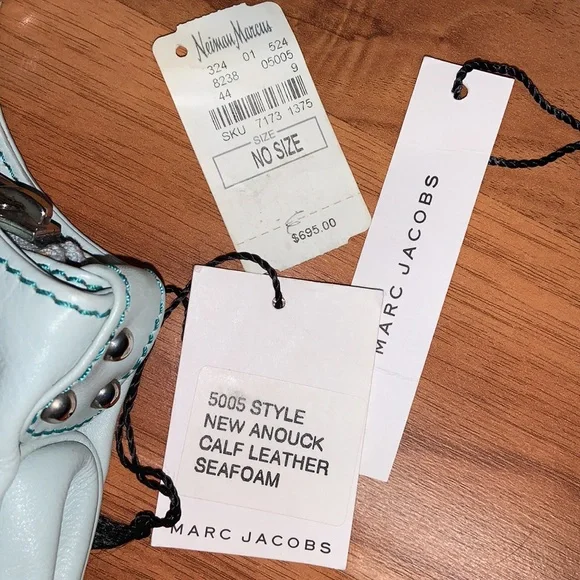 Neiman Marcus
324 01 524
8238 05005
44 9
SKU 7173 1375
SIZE
NO SIZE
$695.00
MARC JACOBS
5005 STYLE
NEW ANOUCK
CALF LEATHER
SEAFOAM
MARC JACOBS